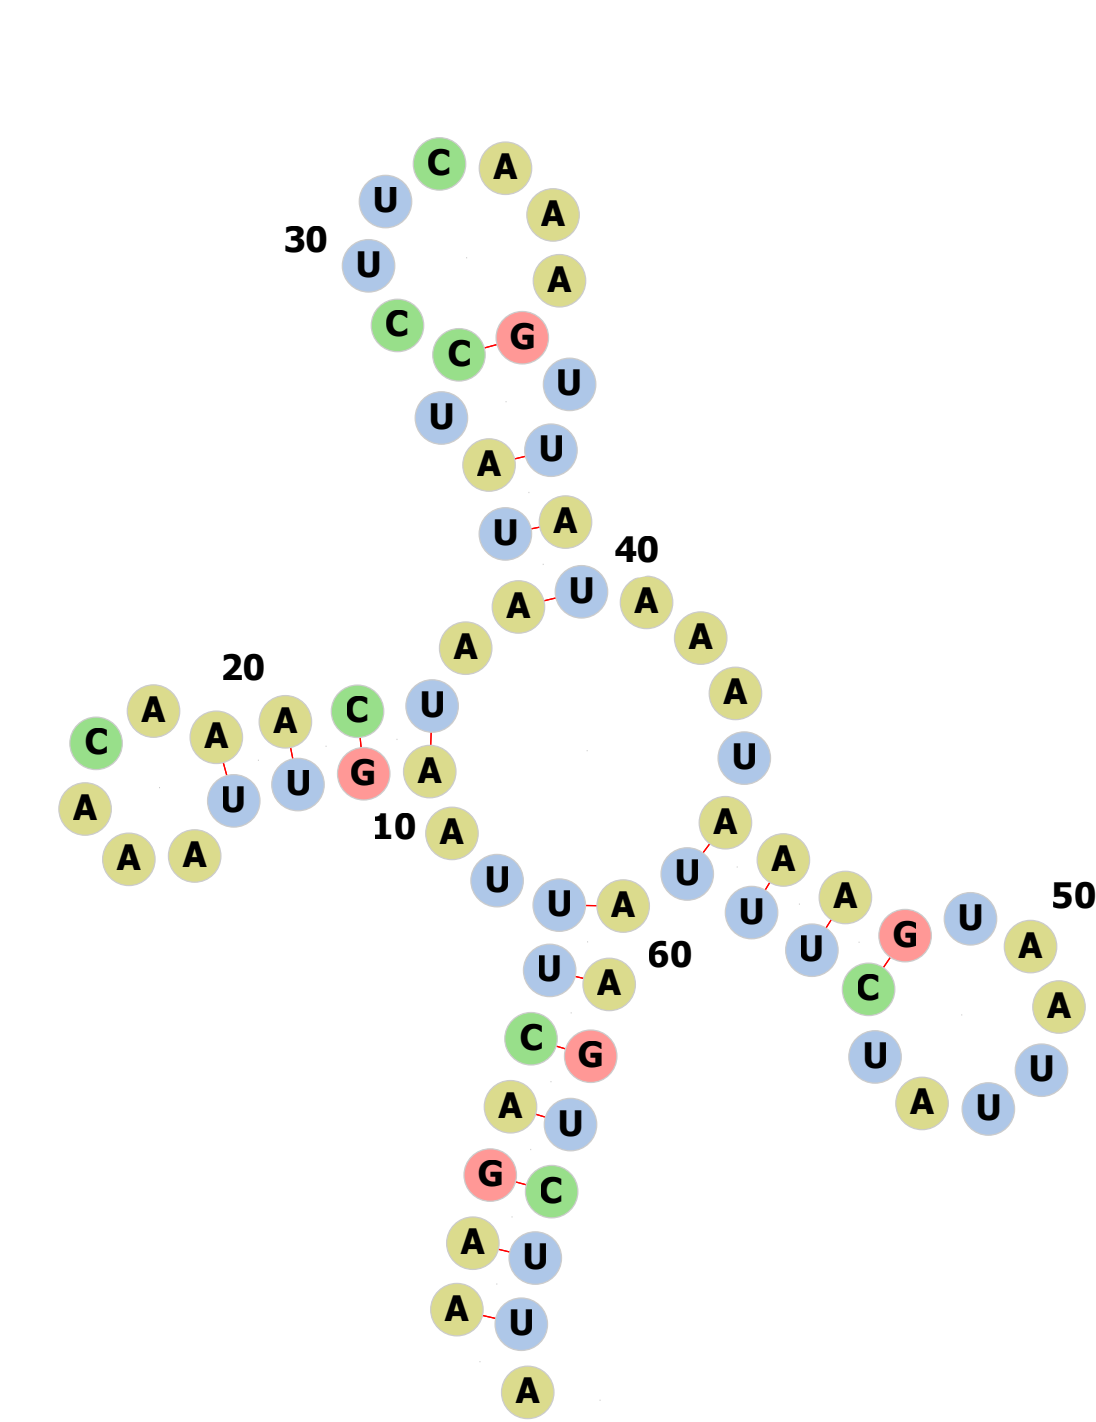 C A
U A
30 U A
C C G
U U
A U
U A 40
A U A
A A
20
A C U A
C A A U
A U U G A
10 A A
A A U U A
U A U A 50
G U
U 60 U A
A C A
C G U U
A U A U
G C
A U
A U
A